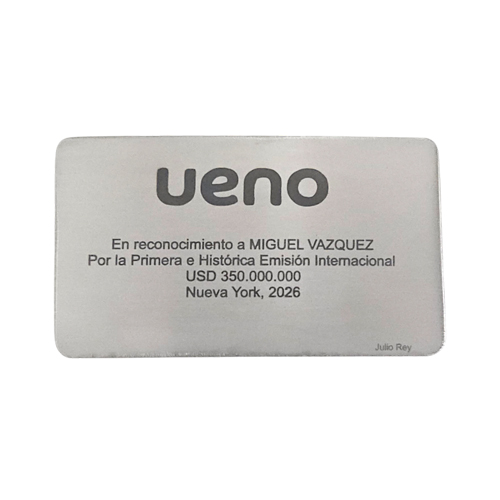 ueno
En reconocimiento a MIGUEL VAZQUEZ
Por la Primera e Histórica Emisión Internacional
USD 350.000.000
Nueva York, 2026
Julio Rey